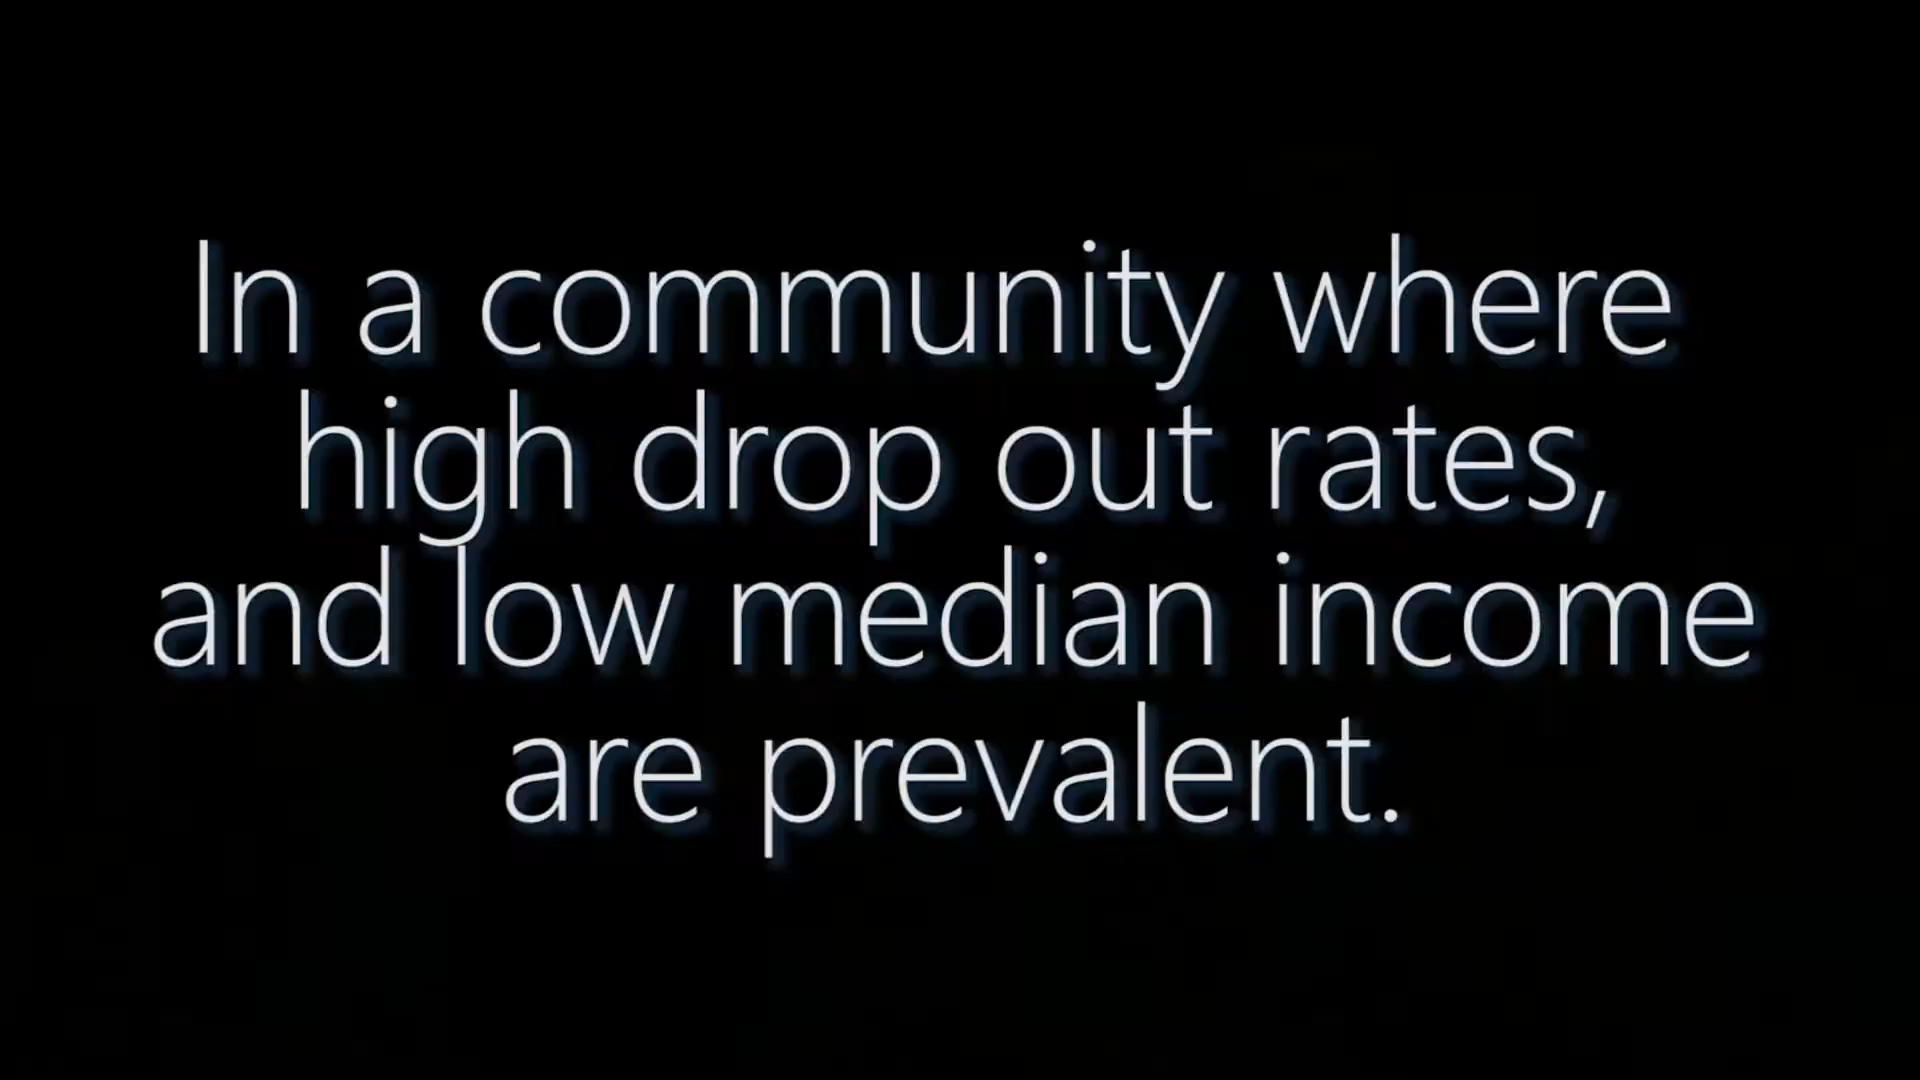 In a community where
high drop out rates,
and low median income
are prevalent.